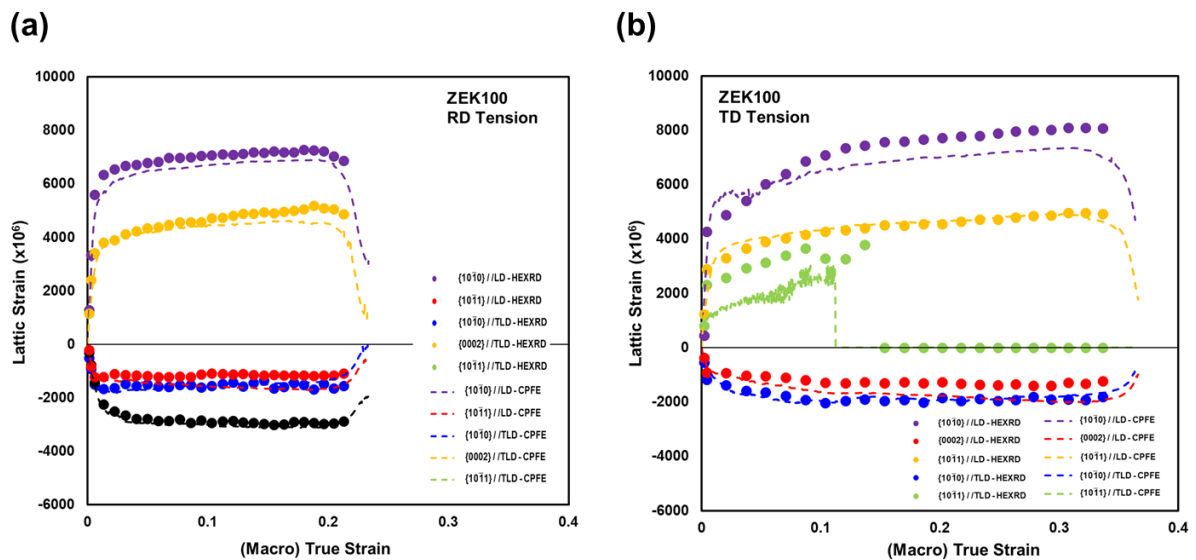 (a)
ZEK100
RD Tension
Lattic Strain (x10⁶)
10000
8000
6000
4000
2000
0
-2000
-4000
-6000
0
0.1
0.2
0.3
0.4
(Macro) True Strain
{101̄0}//LD-HEXRD
{101̄1}//LD-HEXRD
{101̄0}//TLD-HEXRD
{0002}//TLD-HEXRD
{101̄1}//TLD-HEXRD
{101̄0}//LD-CPFE
{101̄1}//LD-CPFE
{101̄0}//TLD-CPFE
{0002}//TLD-CPFE
{101̄1}//TLD-CPFE
(b)
ZEK100
TD Tension
Lattic Strain (x10⁶)
10000
8000
6000
4000
2000
0
-2000
-4000
-6000
0
0.1
0.2
0.3
0.4
(Macro) True Strain
{101̄0}//LD-HEXRD
{0002}//LD-HEXRD
{101̄1}//LD-HEXRD
{101̄0}//TLD-HEXRD
{101̄1}//TLD-HEXRD
{101̄0}//LD-CPFE
{0002}//LD-CPFE
{101̄1}//LD-CPFE
{101̄0}//TLD-CPFE
{101̄1}//TLD-CPFE